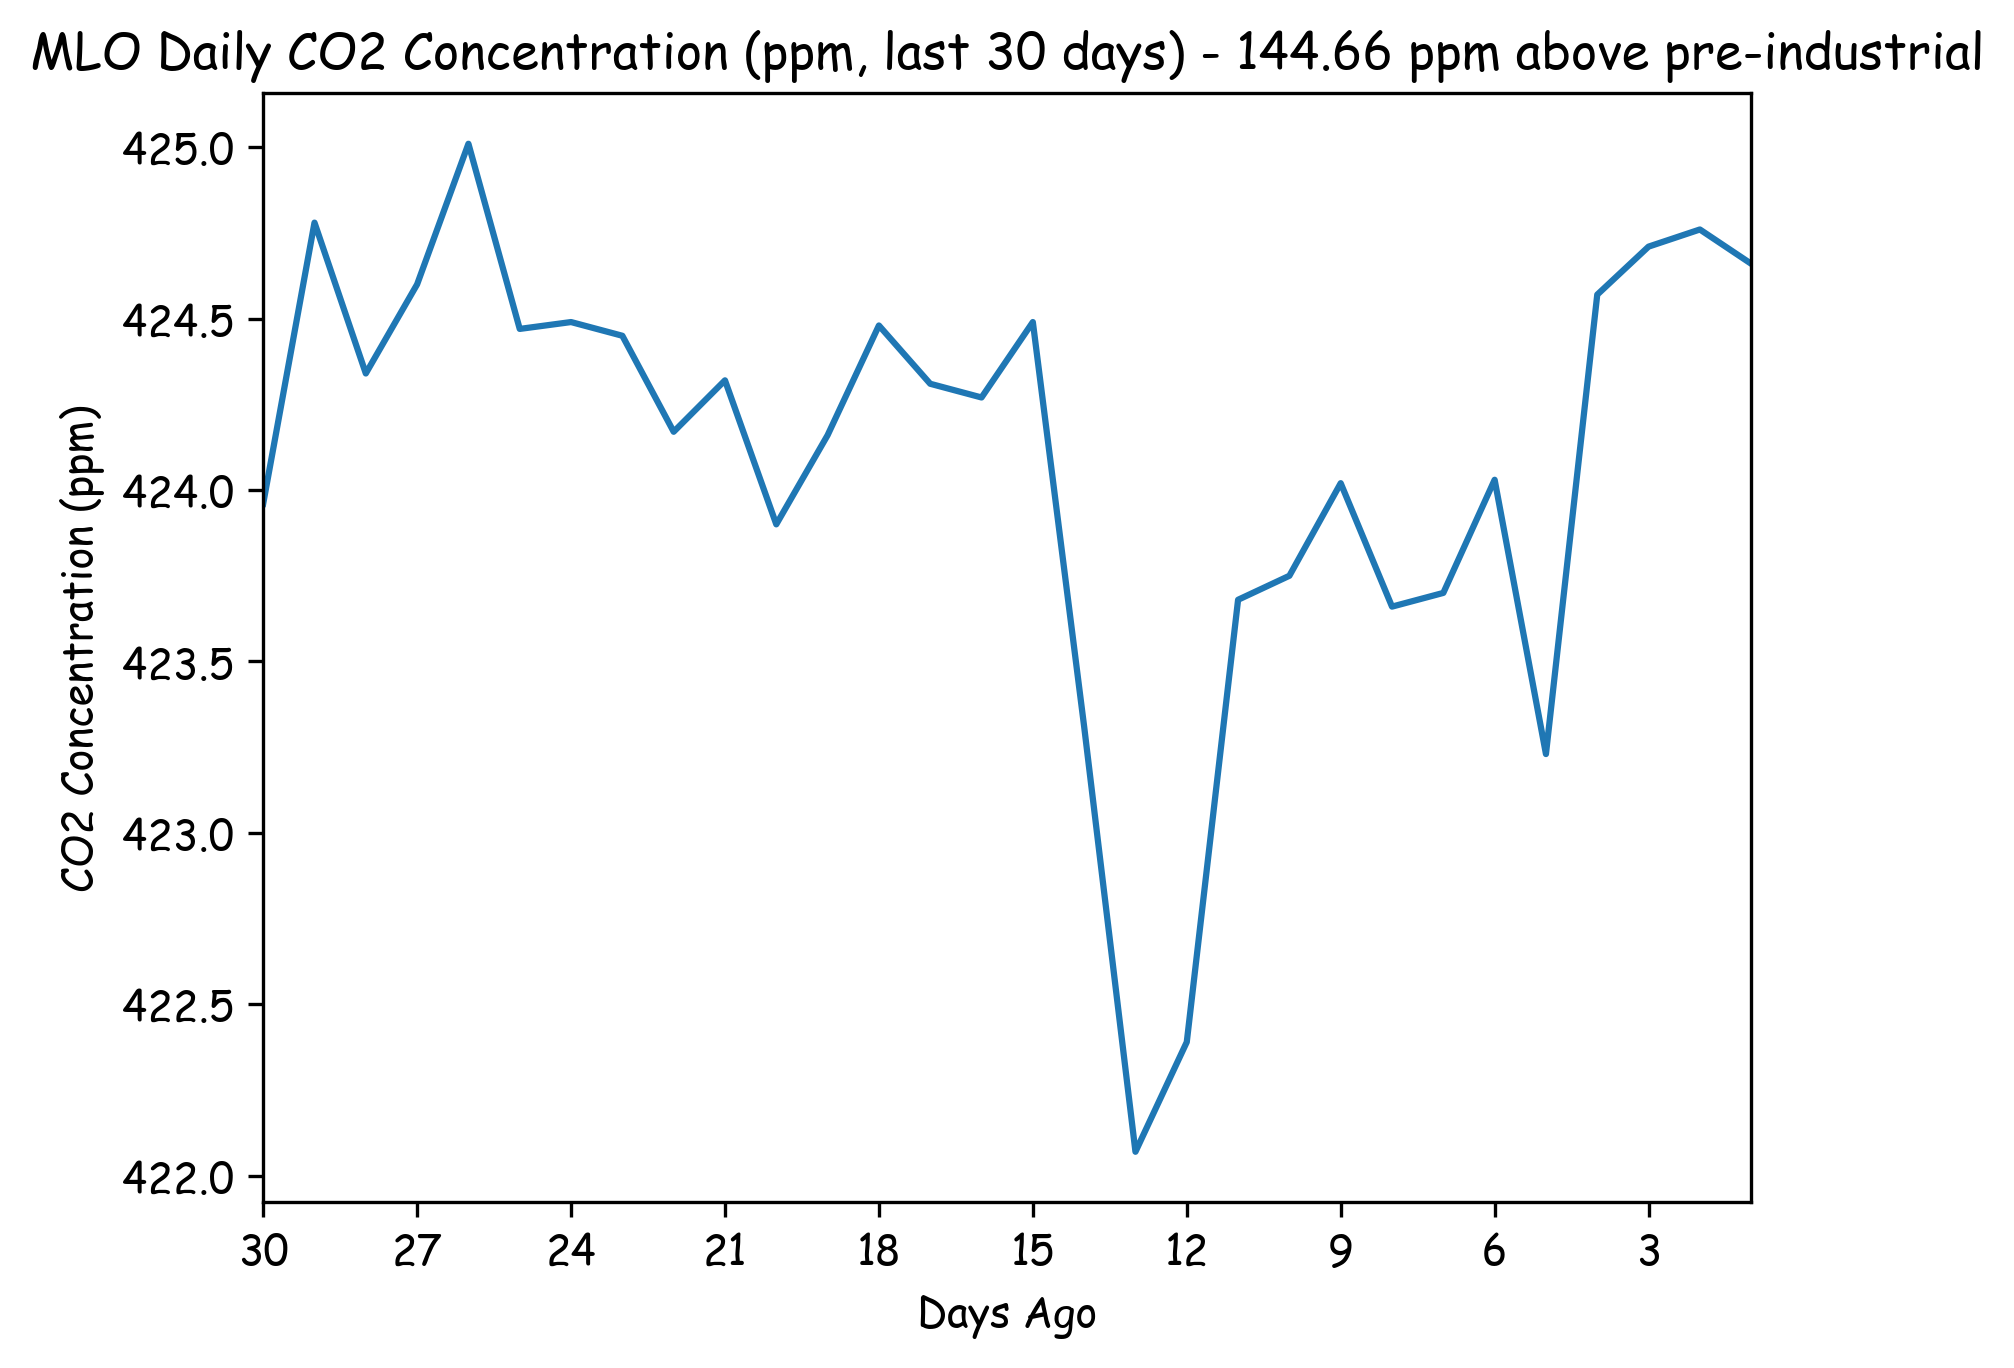 MLO Daily CO2 Concentration (ppm, last 30 days) - 144.66 ppm above pre-industrial
425.0
424.5
424.0
423.5
423.0
422.5
422.0
CO2 Concentration (ppm)
30 27 24 21 18 15 12 9 6 3
Days Ago